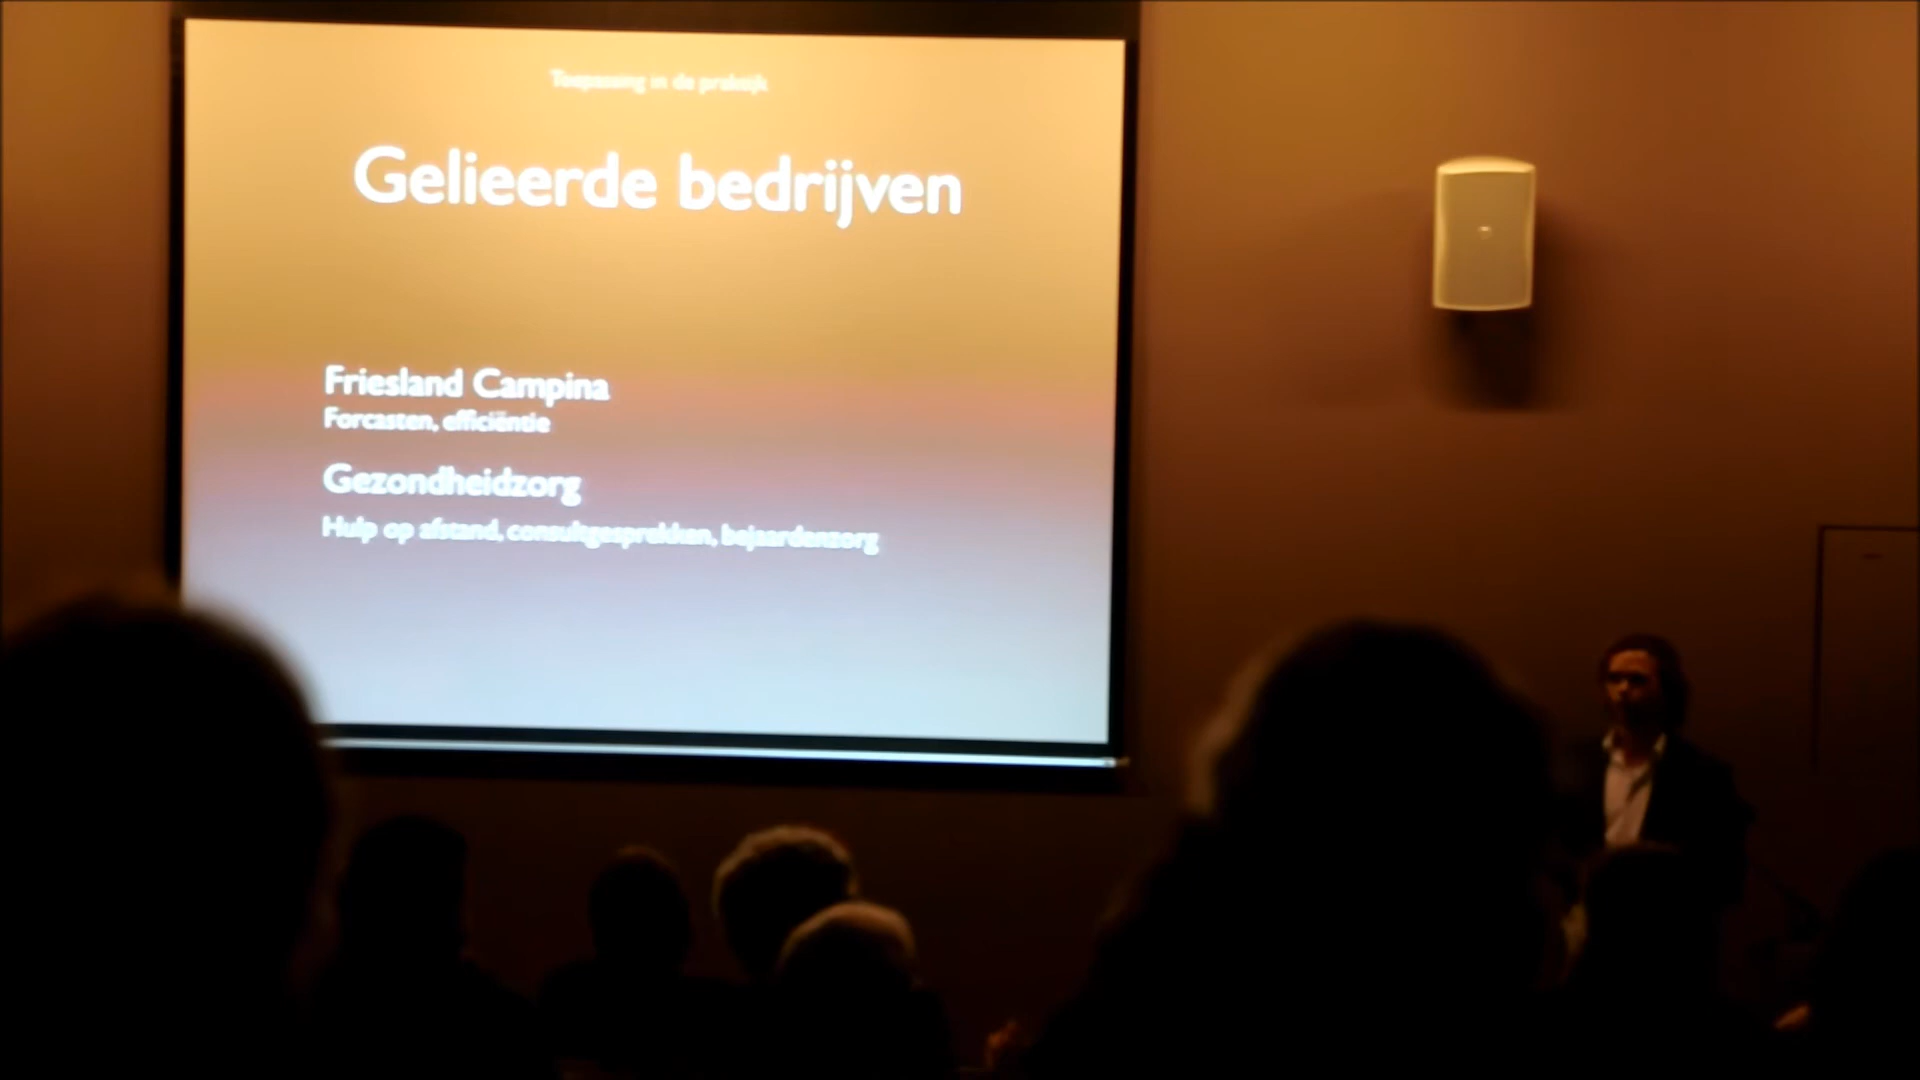 Toepassing in de praktijk
Gelieerde bedrijven
Friesland Campina
Forcasten, efficiëntie
Gezondheidzorg
Hulp op afstand, consultgesprekken, bejaardenzorg